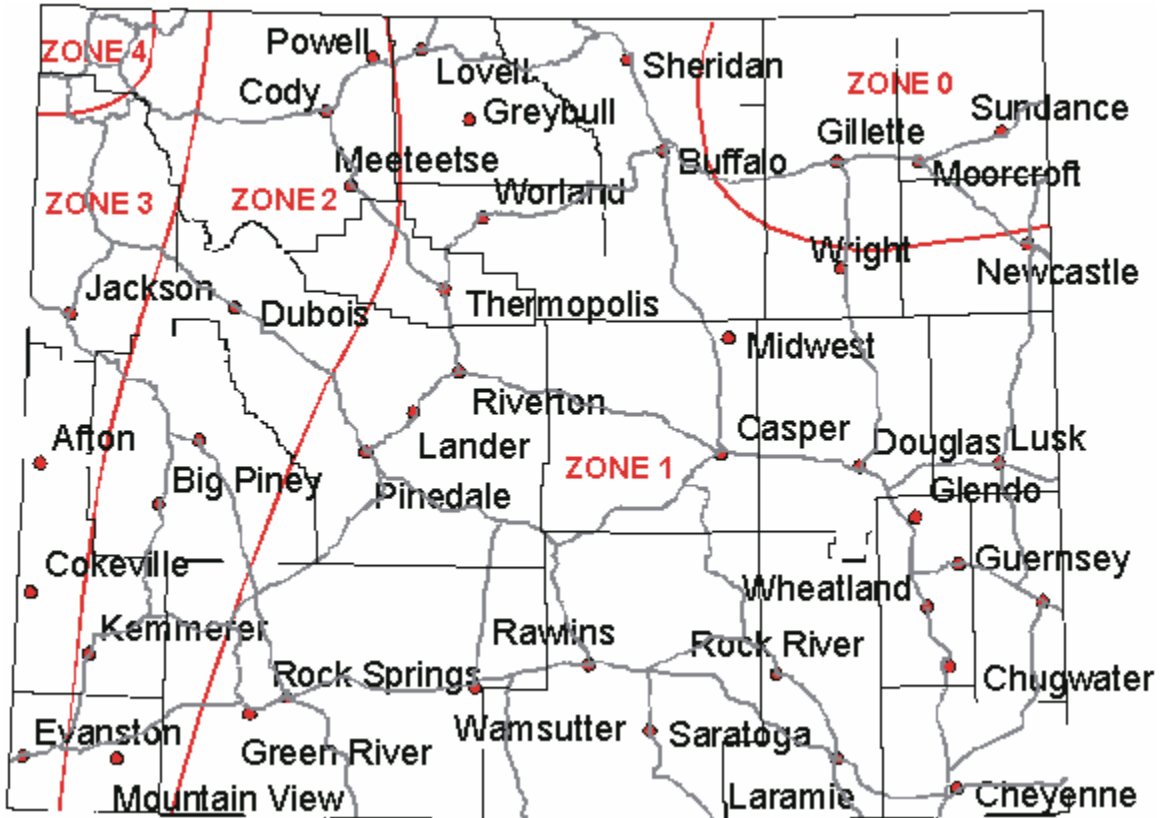 ZONE 4
Powell
Lovell
Sheridan
ZONE 0
Cody
Greybull
Sundance
Gillette
Meeteetse
Buffalo
Moorcroft
ZONE 3
ZONE 2
Worland
Wright
Newcastle
Jackson
Thermopolis
Dubois
Midwest
Riverton
Afton
Lander
Casper
Douglas
Lusk
ZONE 1
Big Piney
Pinedale
Glendo
Cokeville
Guernsey
Wheatland
Kemmerer
Rawlins
Rock River
Rock Springs
Chugwater
Evanston
Wamsutter
Saratoga
Green River
Mountain View
Laramie
Cheyenne